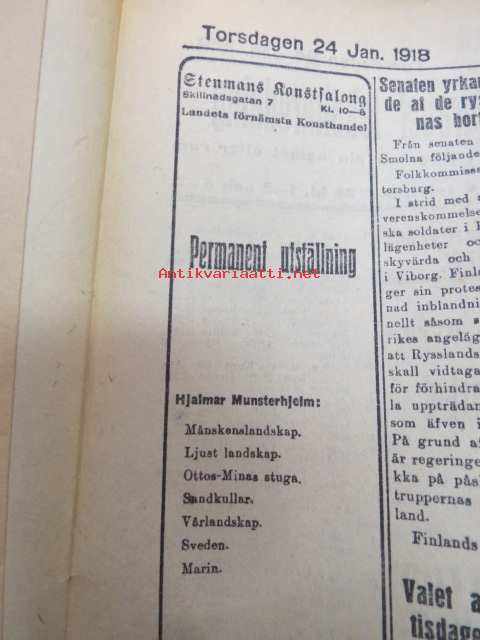 Torsdagen 24 Jan. 1918
Stenmans Konstsalong
Skillnadsgatan 7 Kl. 10—6
Landets förnämsta Konsthandel
Permanent utställning
Antikvariaatti.net
Hjalmar Munsterhjelm:
Månskenslandskap.
Ljust landskap.
Ottos-Minas stuga.
Sandkullar.
Vårlandskap.
Sveden.
Marin.
Senaten yrka
de af de rys
nas bort
Från senaten
Smolna följande
Folkkommiss
tersburg.
I strid med
verenskommelse
ska soldater i
lägenheter oc
skyvärda och
i Viborg. Finl
ger sin protes
nad inblandni
nellt såsom
rikes angeläg
att Rysslands
skall vidtaga
för förhindra
la uppträdan
som äfven i
På grund af
är regeringe
kka på pås
truppernas
land.
Finlands
Valet a
tisdage